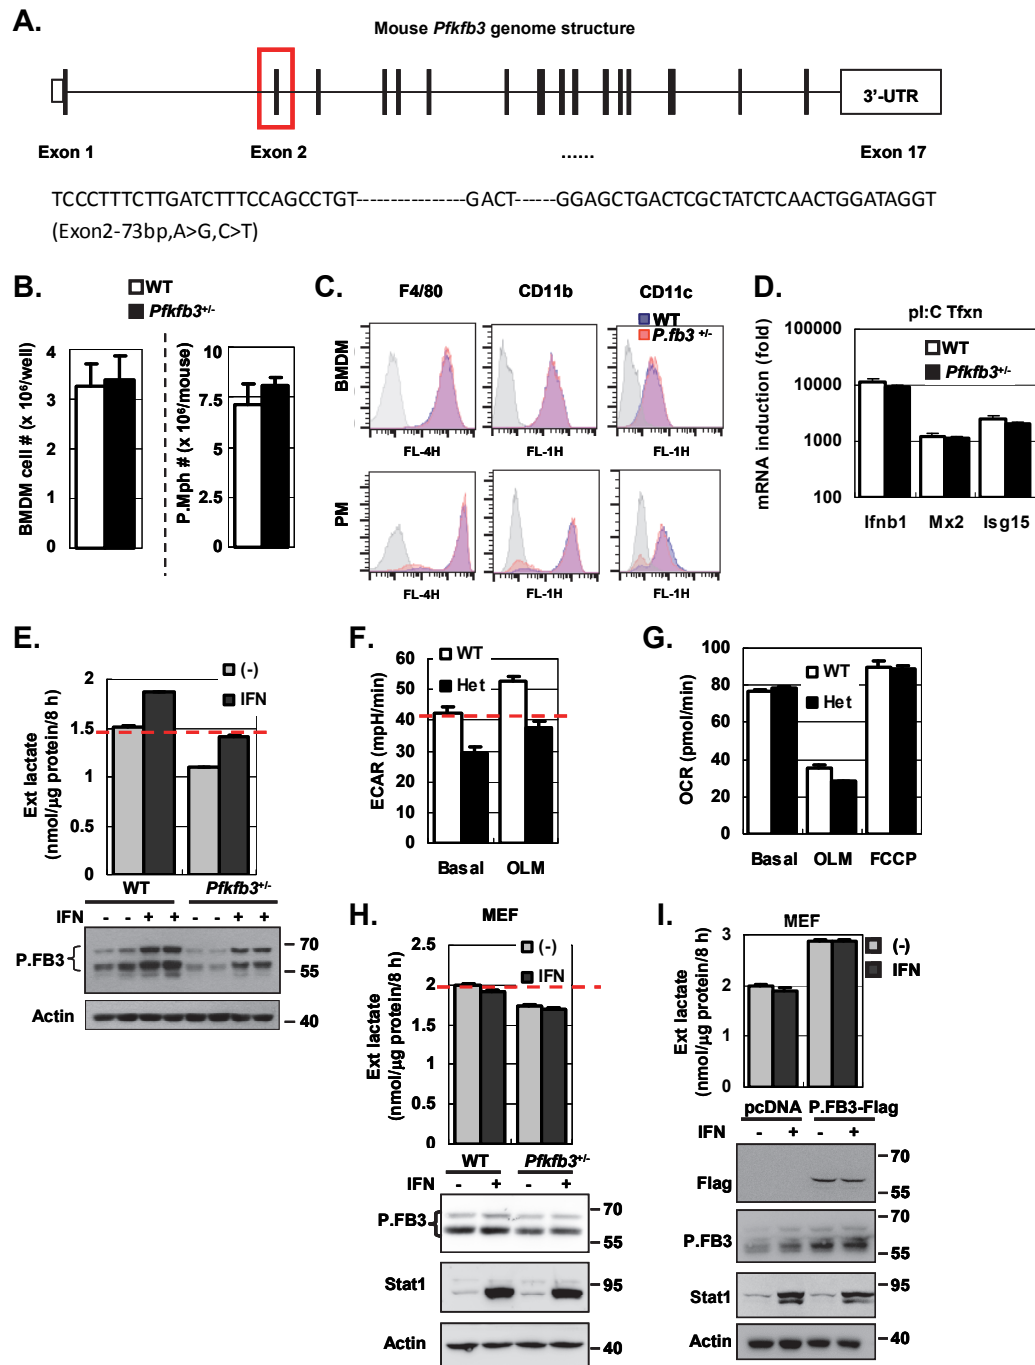 A.
Mouse Pfkfb3 genome structure
3'-UTR
Exon 1
Exon 2
......
Exon 17
TCCCTTTCTTGATCTTTCCAGCCTGT----------------GACT------GGAGCTGACTCGCTATCTCAACTGGATAGGT
(Exon2-73bp,A>G,C>T)
B.
WT
Pfkfb3+/-
BMDM cell # (x 10⁶/well)
4
3
2
1
0
P.Mph # (x 10⁶/mouse)
10
7.5
5
2.5
0
C.
F4/80
CD11b
CD11c
WT
P.fb3 +/-
BMDM
FL-4H
FL-1H
FL-1H
PM
FL-4H
FL-1H
FL-1H
D.
pI:C Tfxn
WT
Pfkfb3+/-
mRNA induction (fold)
100000
10000
1000
100
Ifnb1
Mx2
Isg15
E.
(-)
IFN
Ext lactate
(nmol/μg protein/8 h)
2
1.5
1
0.5
0
WT
Pfkfb3+/-
IFN
- - + + - - + +
P.FB3
70
55
Actin
40
F.
WT
Het
ECAR (mpH/min)
60
50
40
30
20
10
0
Basal
OLM
G.
WT
Het
OCR (pmol/min)
100
80
60
40
20
0
Basal
OLM
FCCP
H.
MEF
(-)
IFN
Ext lactate
(nmol/μg protein/8 h)
2.5
2
1.5
1
0.5
0
WT
Pfkfb3+/-
IFN
- + - +
P.FB3
70
55
Stat1
95
Actin
40
I.
MEF
(-)
IFN
Ext lactate
(nmol/μg protein/8 h)
3
2
1
0
pcDNA
P.FB3-Flag
IFN
- + - +
Flag
70
55
P.FB3
70
55
Stat1
95
Actin
40